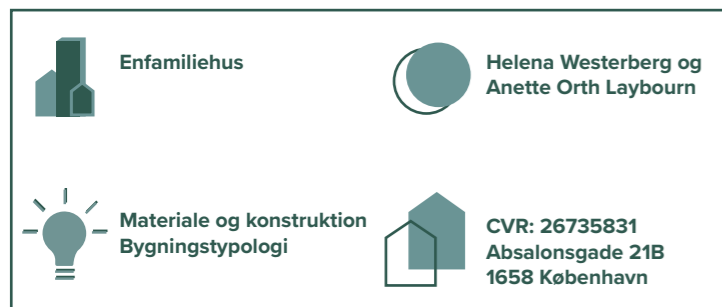 Enfamiliehus
Helena Westerberg og
Anette Orth Laybourn
Materiale og konstruktion
Bygningstypologi
CVR: 26735831
Absalonsgade 21B
1658 København